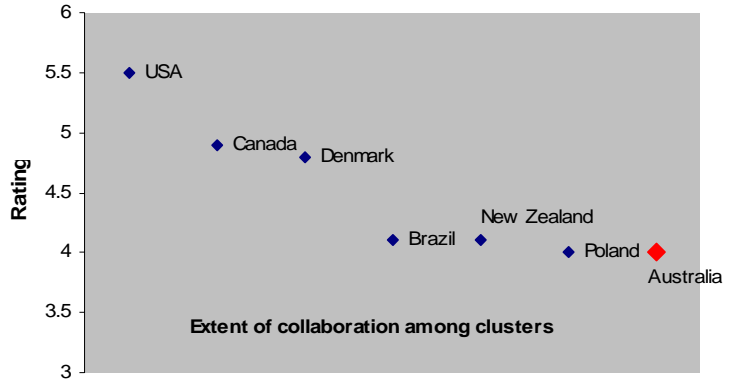 6
5.5
5
4.5
4
3.5
3
Rating
USA
Canada
Denmark
Brazil
New Zealand
Poland
Australia
Extent of collaboration among clusters